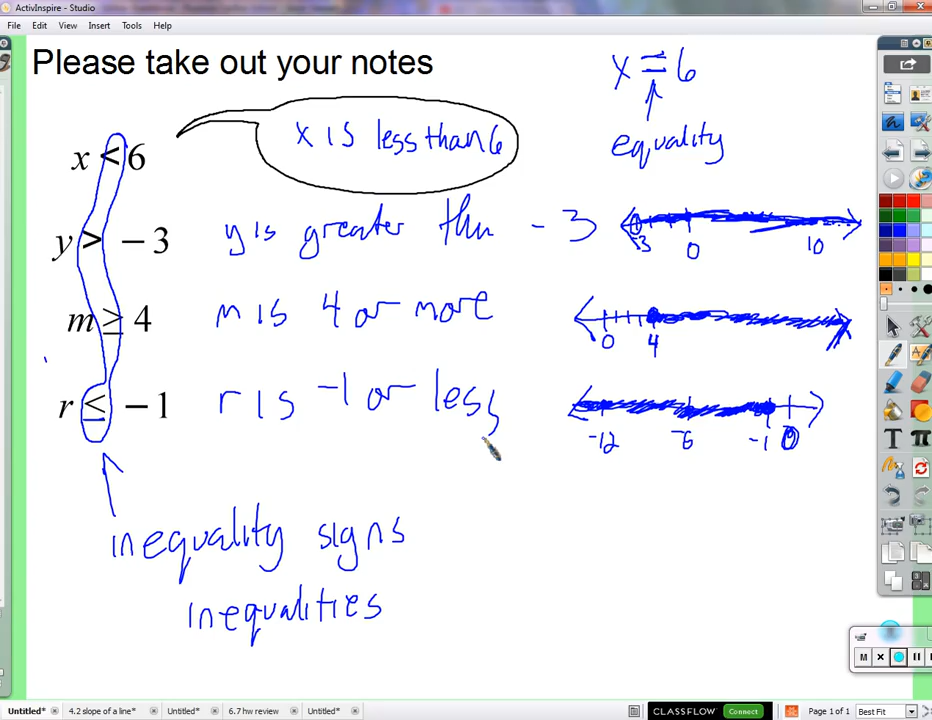 ActivInspire - Studio
File Edit View Insert Tools Help
Please take out your notes
x = 6
equality
x < 6 x is less than 6
y > -3 y is greater than -3
-3 0 10
m ≥ 4 m is 4 or more
0 4
r ≤ -1 r is -1 or less
-12 -6 -1 0
inequality signs
inequalities
M
Untitled* 4.2 slope of a line* Untitled* 6.7 hw review Untitled* CLASSFLOW Connect Page 1 of 1 Best Fit